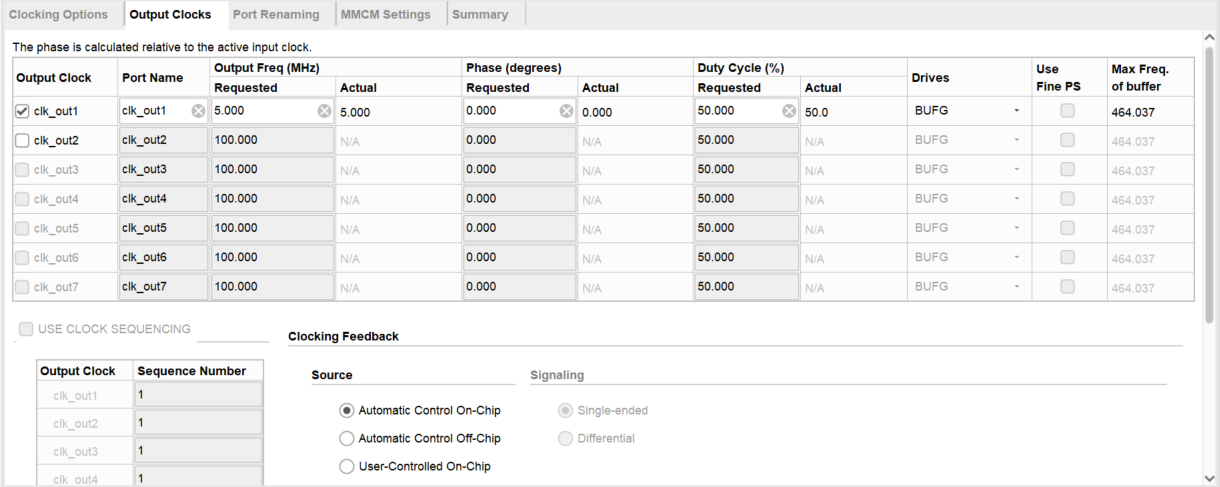 Clocking Options Output Clocks Port Renaming MMCM Settings Summary
The phase is calculated relative to the active input clock.
Output Clock Port Name Output Freq (MHz) Phase (degrees) Duty Cycle (%) Drives Use Fine PS Max Freq. of buffer
Requested Actual Requested Actual Requested Actual
clk_out1 clk_out1 5.000 5.000 0.000 0.000 50.000 50.0 BUFG 464.037
clk_out2 clk_out2 100.000 N/A 0.000 N/A 50.000 N/A BUFG 464.037
clk_out3 clk_out3 100.000 N/A 0.000 N/A 50.000 N/A BUFG 464.037
clk_out4 clk_out4 100.000 N/A 0.000 N/A 50.000 N/A BUFG 464.037
clk_out5 clk_out5 100.000 N/A 0.000 N/A 50.000 N/A BUFG 464.037
clk_out6 clk_out6 100.000 N/A 0.000 N/A 50.000 N/A BUFG 464.037
clk_out7 clk_out7 100.000 N/A 0.000 N/A 50.000 N/A BUFG 464.037
USE CLOCK SEQUENCING
Output Clock Sequence Number
clk_out1 1
clk_out2 1
clk_out3 1
clk_out4 1
Clocking Feedback
Source Signaling
Automatic Control On-Chip Single-ended
Automatic Control Off-Chip Differential
User-Controlled On-Chip